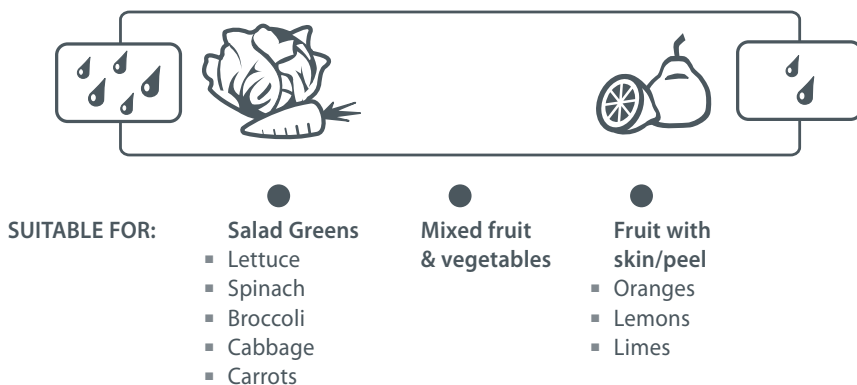 SUITABLE FOR:
Salad Greens
▪ Lettuce
▪ Spinach
▪ Broccoli
▪ Cabbage
▪ Carrots
Mixed fruit
& vegetables
Fruit with
skin/peel
▪ Oranges
▪ Lemons
▪ Limes